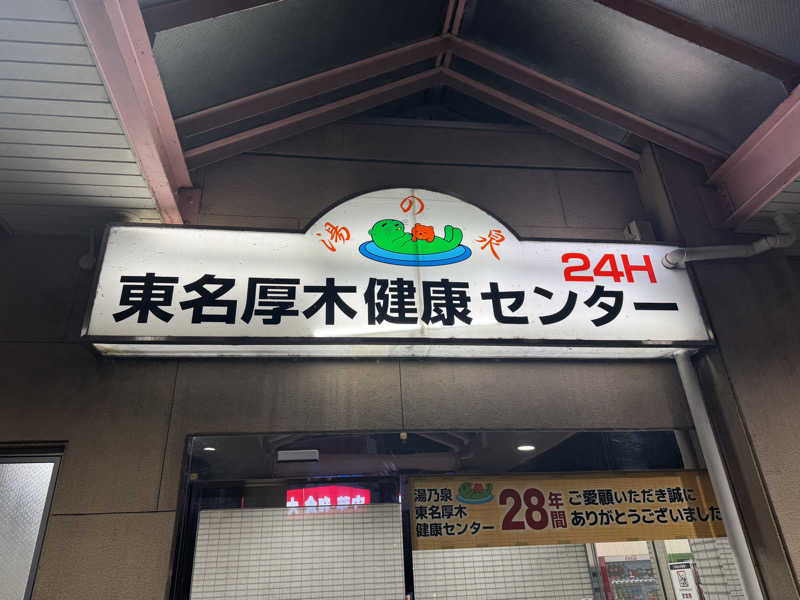 湯の泉
24H
東名厚木健康センター
湯乃泉
東名厚木
健康センター
28年間
ご愛顧いただき誠に
ありがとうございました